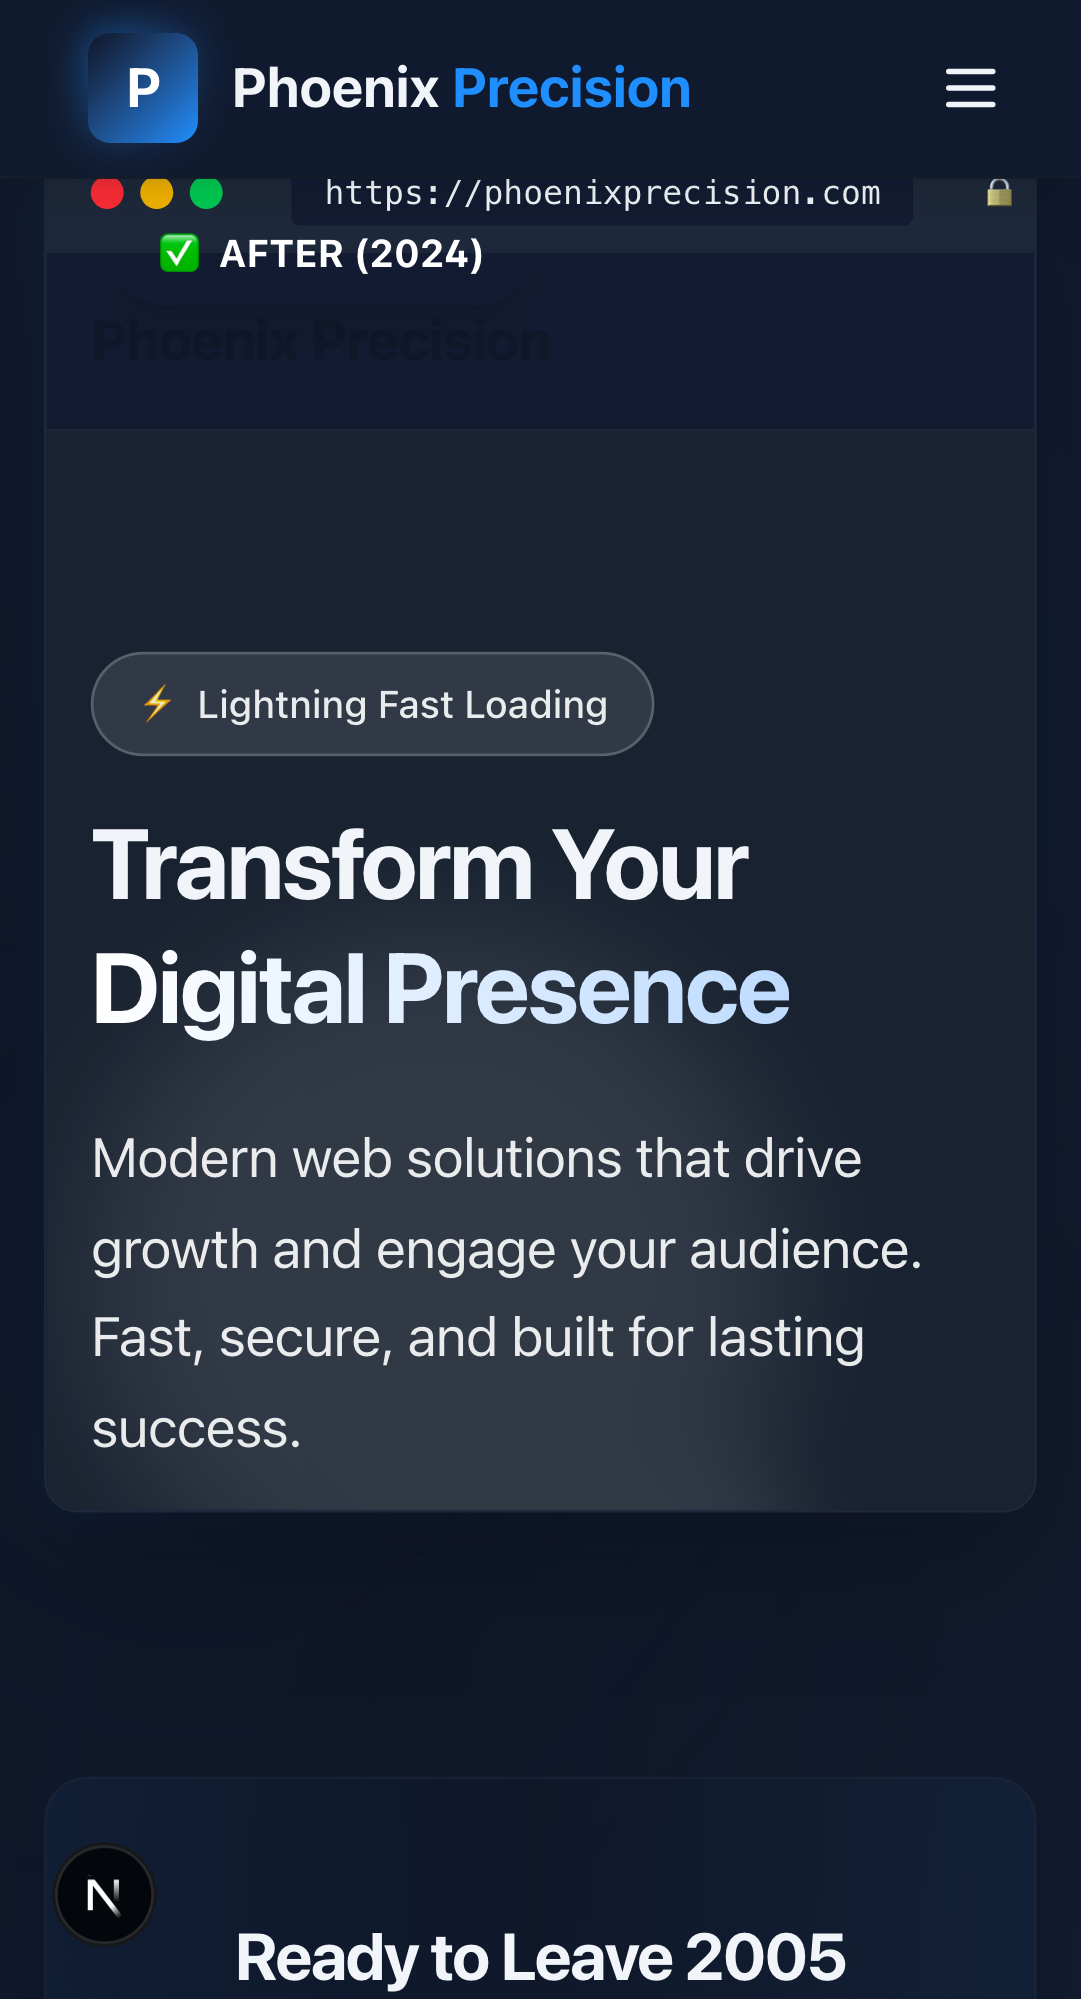 P
Phoenix Precision
https://phoenixprecision.com
✅ AFTER (2024)
Phoenix Precision
⚡ Lightning Fast Loading
Transform Your
Digital Presence
Modern web solutions that drive
growth and engage your audience.
Fast, secure, and built for lasting
success.
N
Ready to Leave 2005